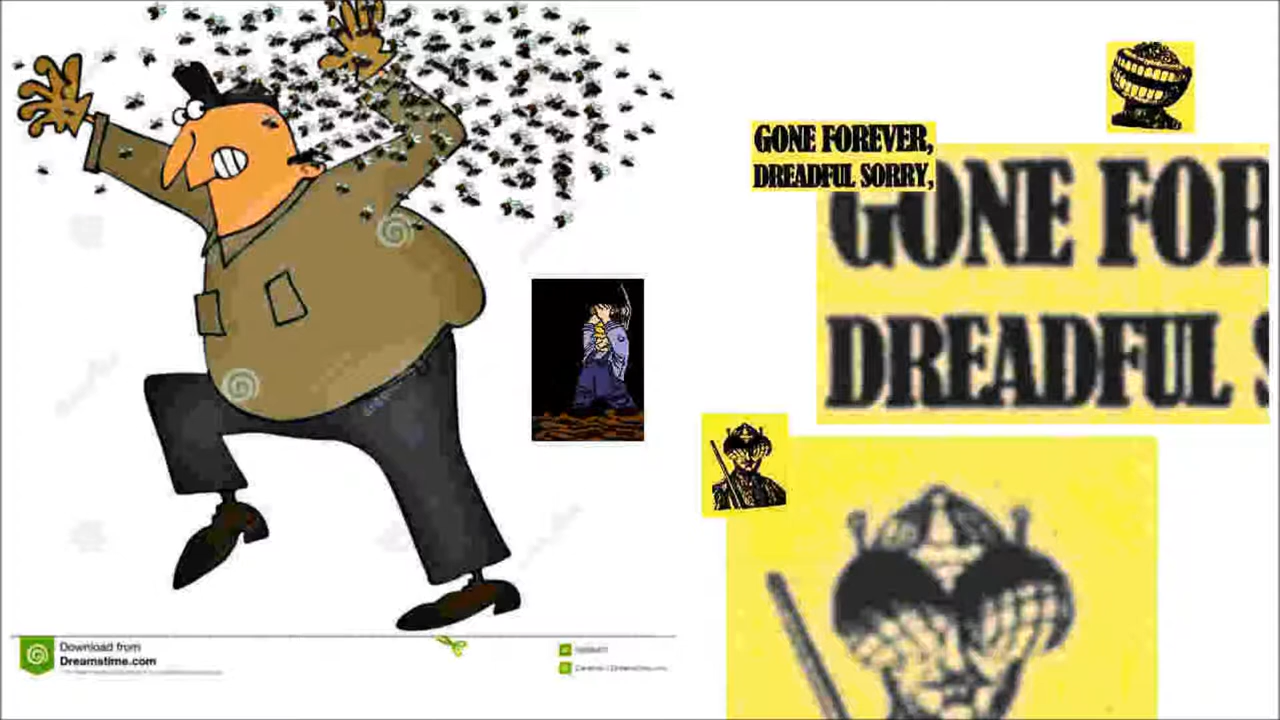 GONE FOREVER,
DREADFUL SORRY,
GONE FOR
DREADFUL S
Download from
Dreamstime.com